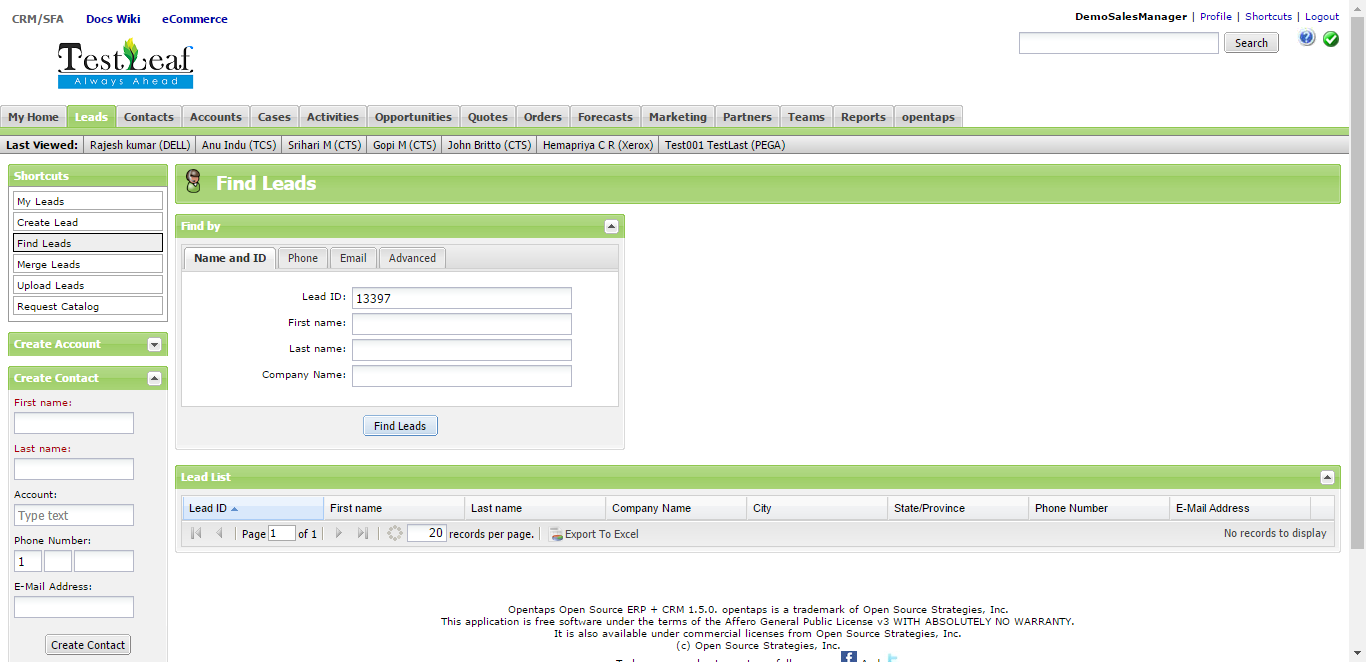 CRM/SFA Docs Wiki eCommerce
DemoSalesManager | Profile | Shortcuts | Logout
TestLeaf
Always Ahead
Search
My Home Leads Contacts Accounts Cases Activities Opportunities Quotes Orders Forecasts Marketing Partners Teams Reports opentaps
Last Viewed: Rajesh kumar (DELL) Anu Indu (TCS) Srihari M (CTS) Gopi M (CTS) John Britto (CTS) Hemapriya C R (Xerox) Test001 TestLast (PEGA)
Shortcuts
My Leads
Create Lead
Find Leads
Merge Leads
Upload Leads
Request Catalog
Create Account
Create Contact
First name:
Last name:
Account:
Type text
Phone Number:
1
E-Mail Address:
Create Contact
Find Leads
Find by
Name and ID Phone Email Advanced
Lead ID: 13397
First name:
Last name:
Company Name:
Find Leads
Lead List
Lead ID First name Last name Company Name City State/Province Phone Number E-Mail Address
Page 1 of 1 20 records per page. Export To Excel No records to display
Opentaps Open Source ERP + CRM 1.5.0. opentaps is a trademark of Open Source Strategies, Inc.
This application is free software under the terms of the Affero General Public License v3 WITH ABSOLUTELY NO WARRANTY.
It is also available under commercial licenses from Open Source Strategies, Inc.
(c) Open Source Strategies, Inc.